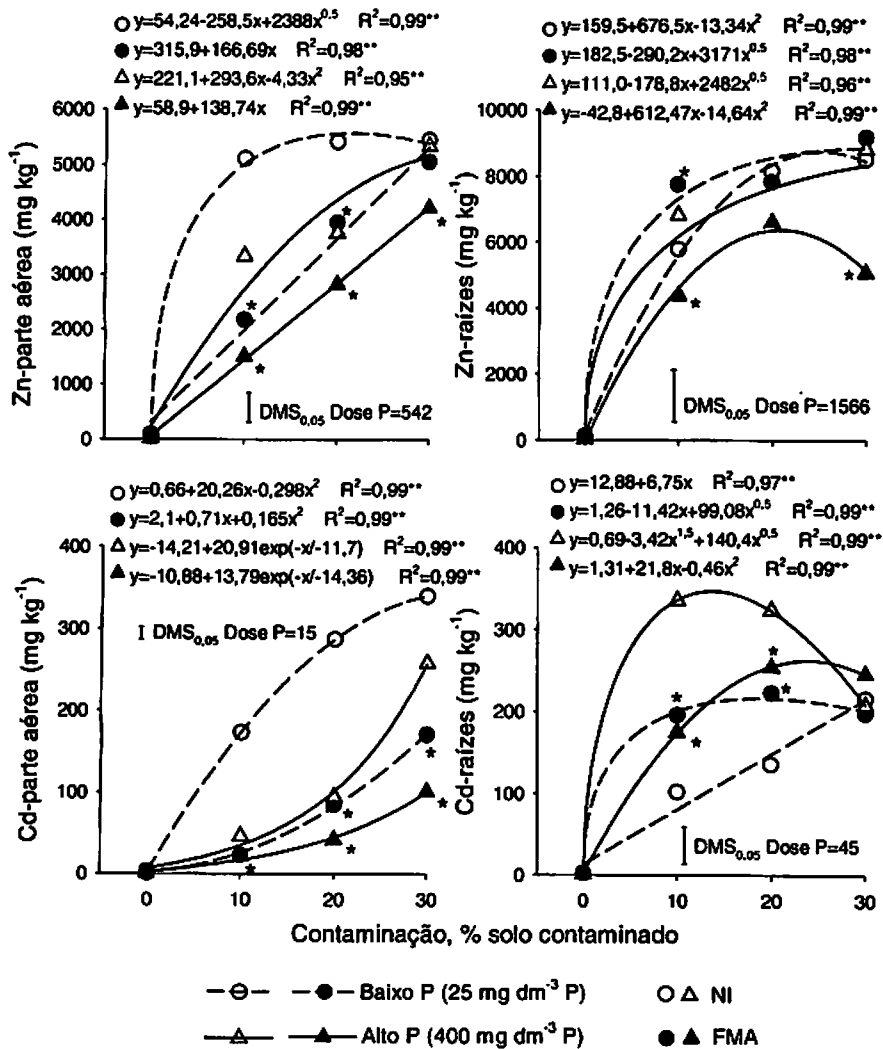 y=54,24-258,5x+2388x^0,5 R²=0,99**
y=315,9+166,69x R²=0,98**
y=221,1+293,6x-4,33x² R²=0,95**
y=58,9+138,74x R²=0,99**
y=159,5+676,5x-13,34x² R²=0,99**
y=182,5-290,2x+3171x^0,5 R²=0,98**
y=111,0-178,8x+2482x^0,5 R²=0,96**
y=-42,8+612,47x-14,64x² R²=0,99**
Zn-parte aérea (mg kg⁻¹)
6000
5000
4000
3000
2000
1000
0
* * * * *
DMS0,05 Dose P=542
Zn-raízes (mg kg⁻¹)
10000
8000
6000
4000
2000
0
* * *
DMS0,05 Dose P=1566
y=0,66+20,26x-0,298x² R²=0,99**
y=2,1+0,71x+0,165x² R²=0,99**
y=-14,21+20,91exp(-x/-11,7) R²=0,99**
y=-10,88+13,79exp(-x/-14,36) R²=0,99**
y=12,88+6,75x R²=0,97**
y=1,26-11,42x+99,08x^0,5 R²=0,99**
y=0,69-3,42x^1,5+140,4x^0,5 R²=0,99**
y=1,31+21,8x-0,46x² R²=0,99**
Cd-parte aérea (mg kg⁻¹)
400
300
200
100
0
DMS0,05 Dose P=15
* * * * *
0 10 20 30
Cd-raízes (mg kg⁻¹)
400
300
200
100
0
* * * *
DMS0,05 Dose P=45
0 10 20 30
Contaminação, % solo contaminado
Baixo P (25 mg dm⁻³ P) NI
Alto P (400 mg dm⁻³ P) FMA